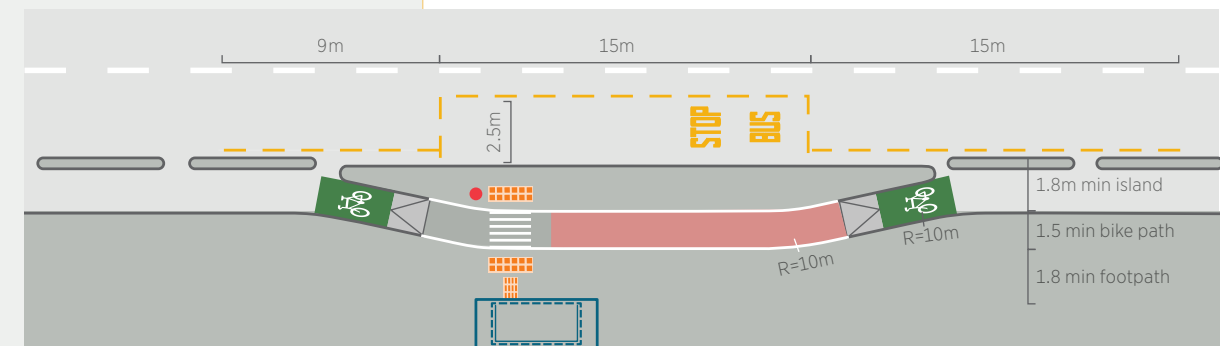 9m
15m
15m
2.5m
STOP
BUS
1.8m min island
1.5 min bike path
1.8 min footpath
R=10m
R=10m